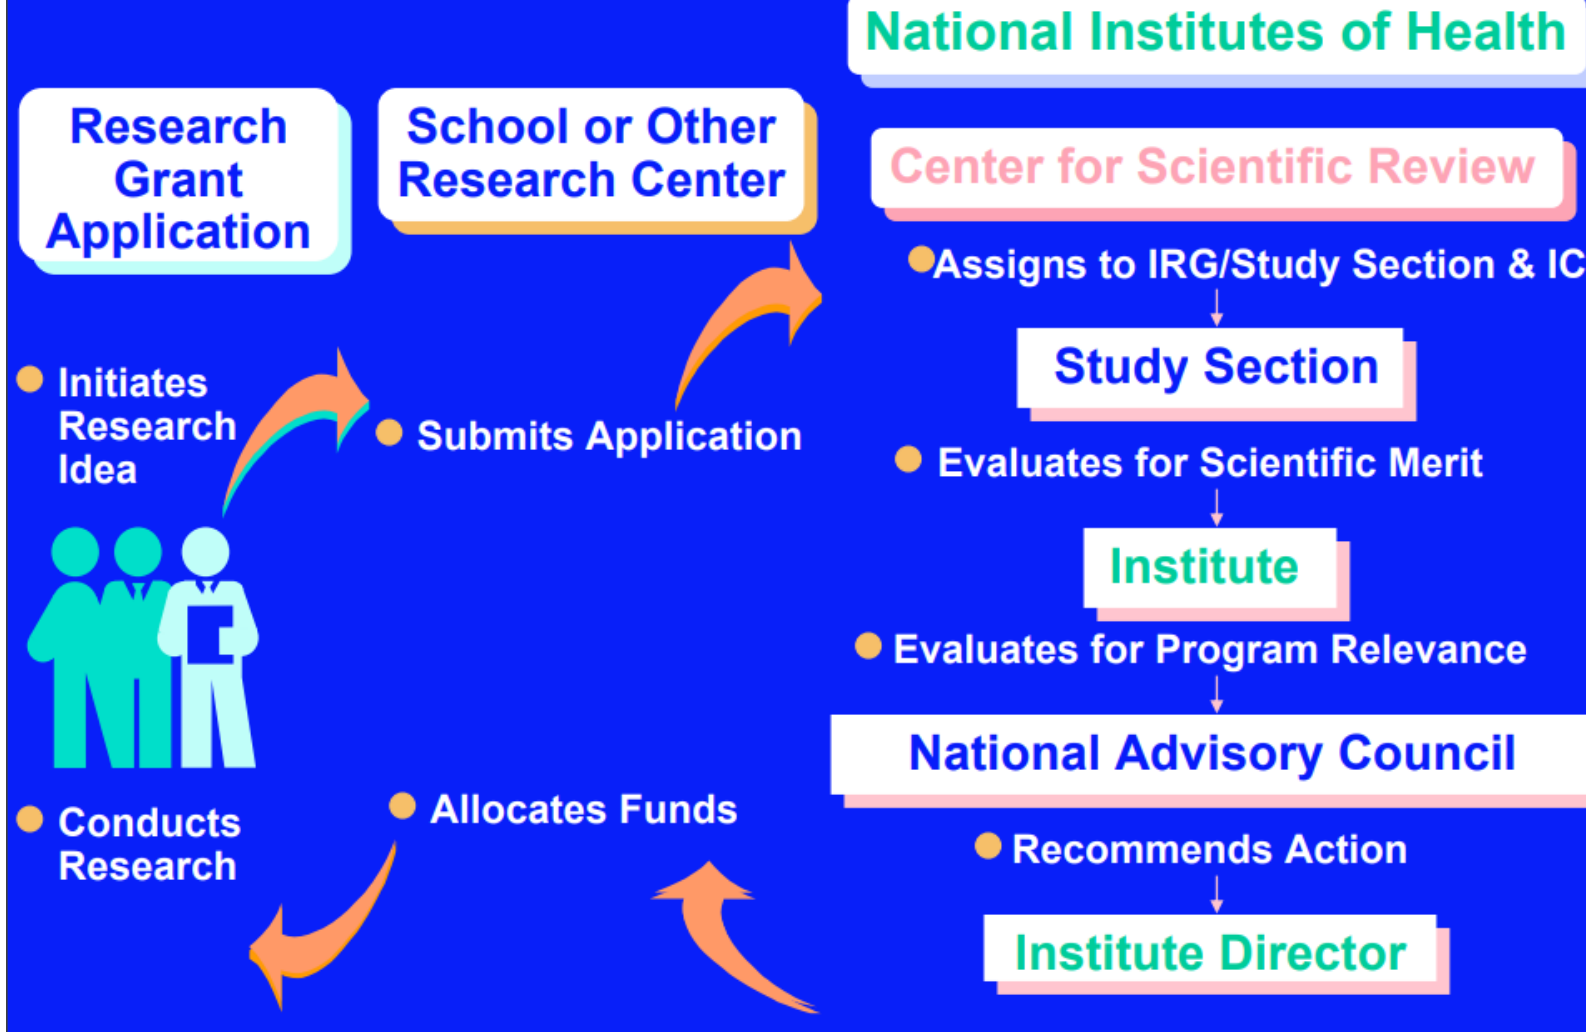 National Institutes of Health
Research
Grant
Application
School or Other
Research Center
Center for Scientific Review
Assigns to IRG/Study Section & IC
Study Section
Initiates
Research
Idea
Submits Application
Evaluates for Scientific Merit
Institute
Evaluates for Program Relevance
National Advisory Council
Conducts
Research
Allocates Funds
Recommends Action
Institute Director